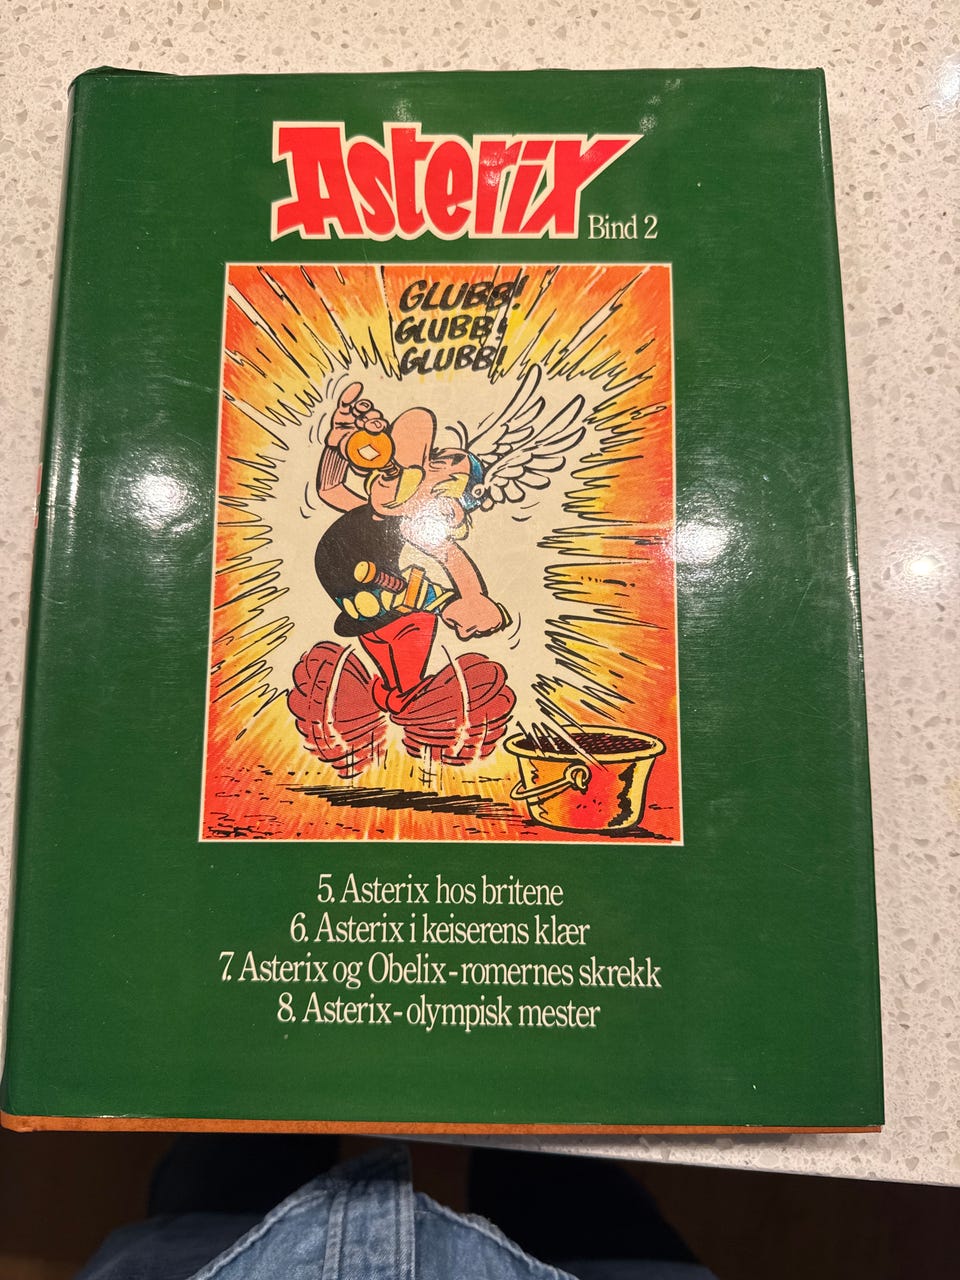 Asterix
Bind 2
GLUBB!
GLUBB!
GLUBB!
5. Asterix hos britene
6. Asterix i keiserens klær
7. Asterix og Obelix-romernes skrekk
8. Asterix-olympisk mester